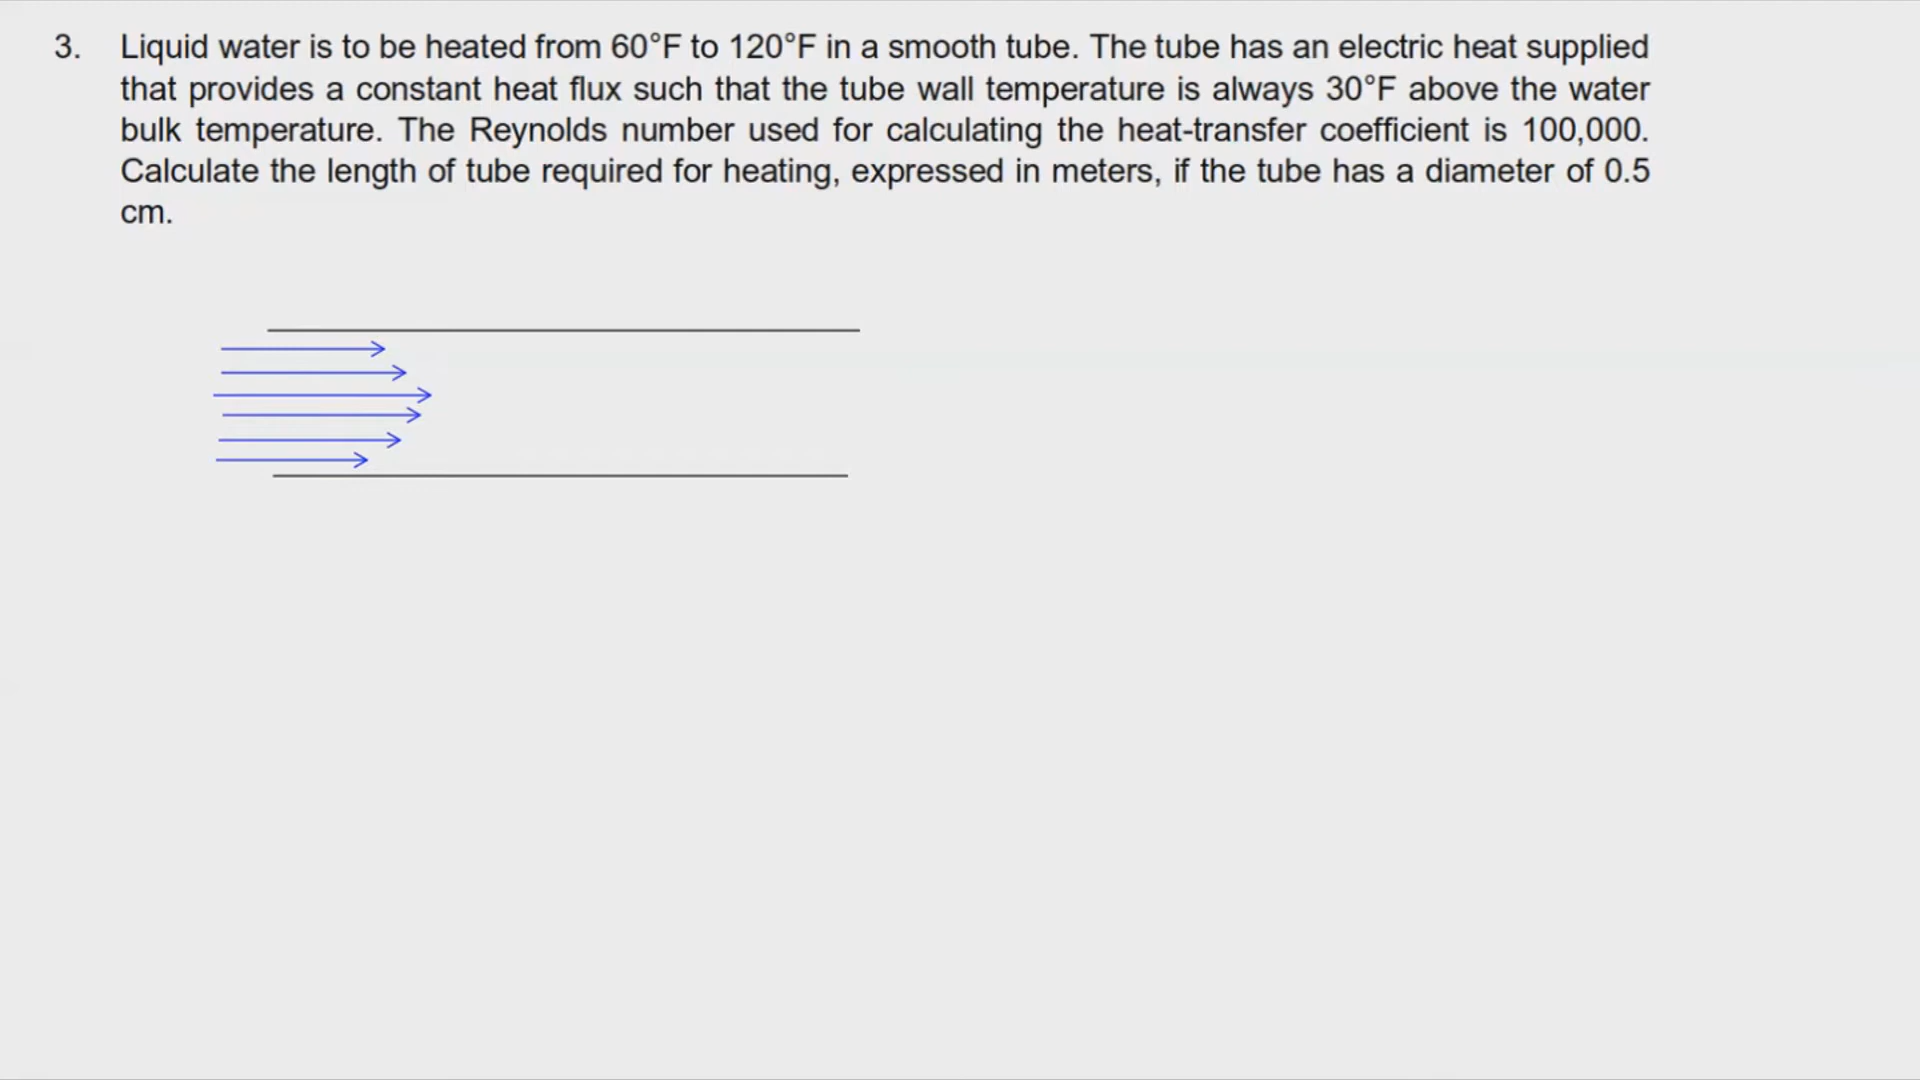 3. Liquid water is to be heated from 60°F to 120°F in a smooth tube. The tube has an electric heat supplied
that provides a constant heat flux such that the tube wall temperature is always 30°F above the water
bulk temperature. The Reynolds number used for calculating the heat-transfer coefficient is 100,000.
Calculate the length of tube required for heating, expressed in meters, if the tube has a diameter of 0.5
cm.